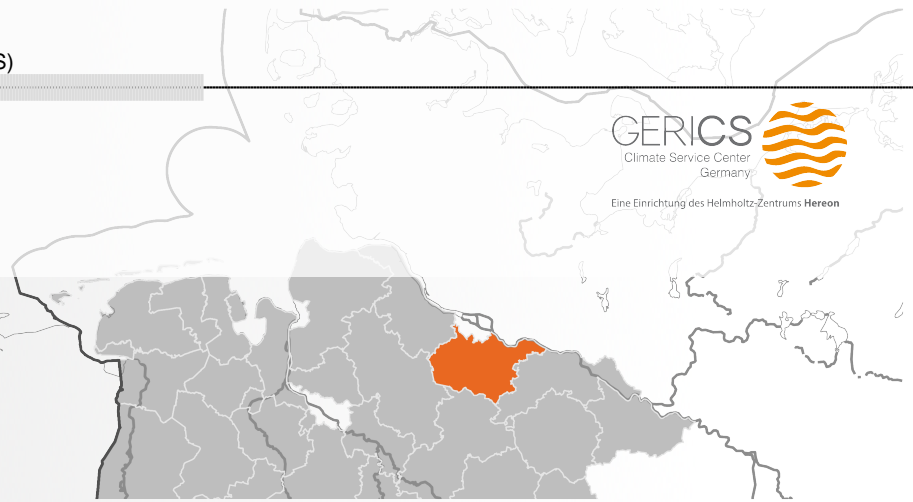 S)
GERICS
Climate Service Center
Germany
Eine Einrichtung des Helmholtz-Zentrums Hereon